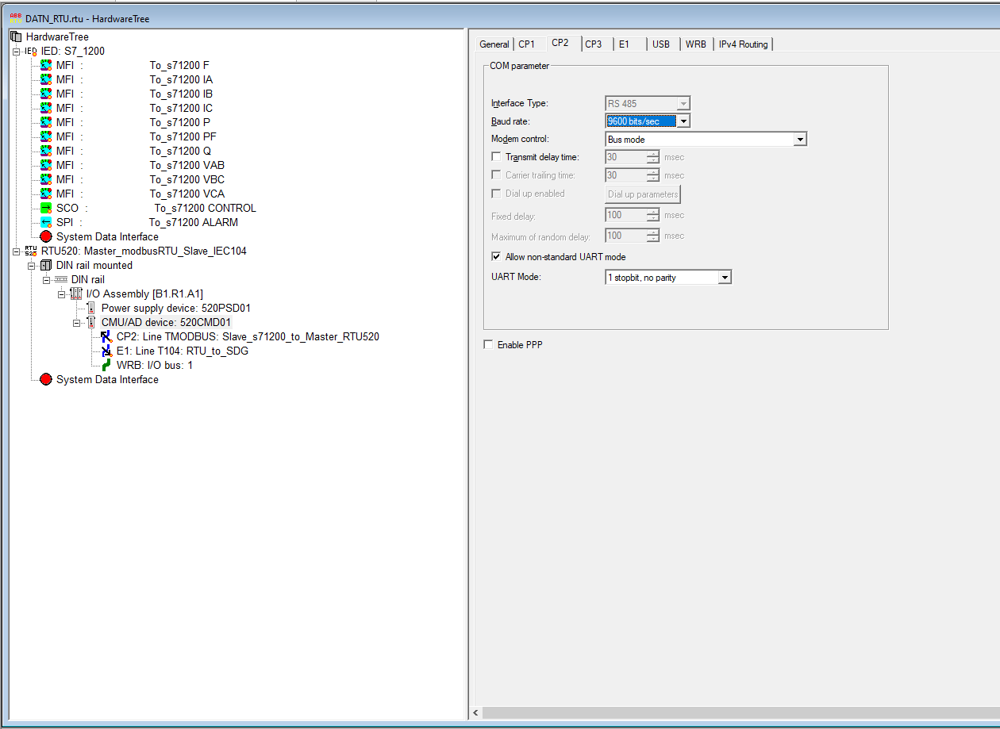 ABB RTU DATN_RTU.rtu - HardwareTree
HardwareTree
IED IED: S7_1200
MFI : To_s71200 F
MFI : To_s71200 IA
MFI : To_s71200 IB
MFI : To_s71200 IC
MFI : To_s71200 P
MFI : To_s71200 PF
MFI : To_s71200 Q
MFI : To_s71200 VAB
MFI : To_s71200 VBC
MFI : To_s71200 VCA
SCO : To_s71200 CONTROL
SPI : To_s71200 ALARM
System Data Interface
RTU 520 RTU520: Master_modbusRTU_Slave_IEC104
DIN rail mounted
DIN rail
I/O Assembly [B1.R1.A1]
Power supply device: 520PSD01
CMU/AD device: 520CMD01
CP2: Line TMODBUS: Slave_s71200_to_Master_RTU520
E1: Line T104: RTU_to_SDG
WRB: I/O bus: 1
System Data Interface
General CP1 CP2 CP3 E1 USB WRB IPv4 Routing
COM parameter
Interface Type: RS 485
Baud rate: 9600 bits/sec
Modem control: Bus mode
Transmit delay time: 30 msec
Carrier trailing time: 30 msec
Dial up enabled Dial up parameters
Fixed delay: 100 msec
Maximum of random delay: 100 msec
Allow non-standard UART mode
UART Mode: 1 stopbit, no parity
Enable PPP